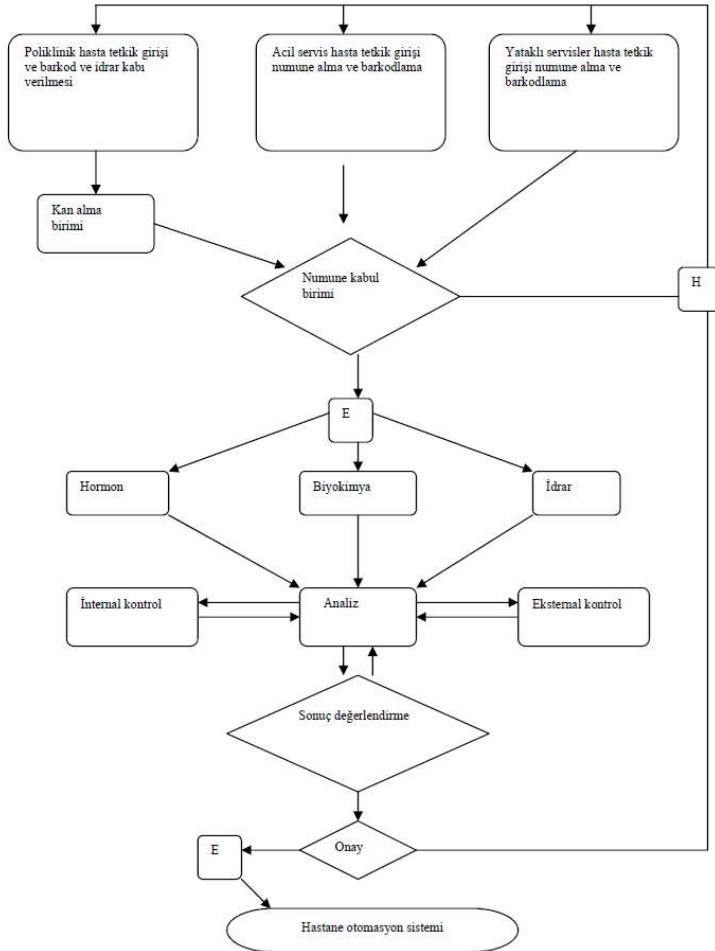 Poliklinik hasta tetkik girişi
ve barkod ve idrar kabı
verilmesi
Acil servis hasta tetkik girişi
numune alma ve barkodlama
Yataklı servisler hasta tetkik
girişi numune alma ve
barkodlama
Kan alma
birimi
Numune kabul
birimi
H
E
Hormon
Biyokimya
İdrar
İnternal kontrol
Analiz
Eksternal kontrol
Sonuç değerlendirme
Onay
E
Hastane otomasyon sistemi